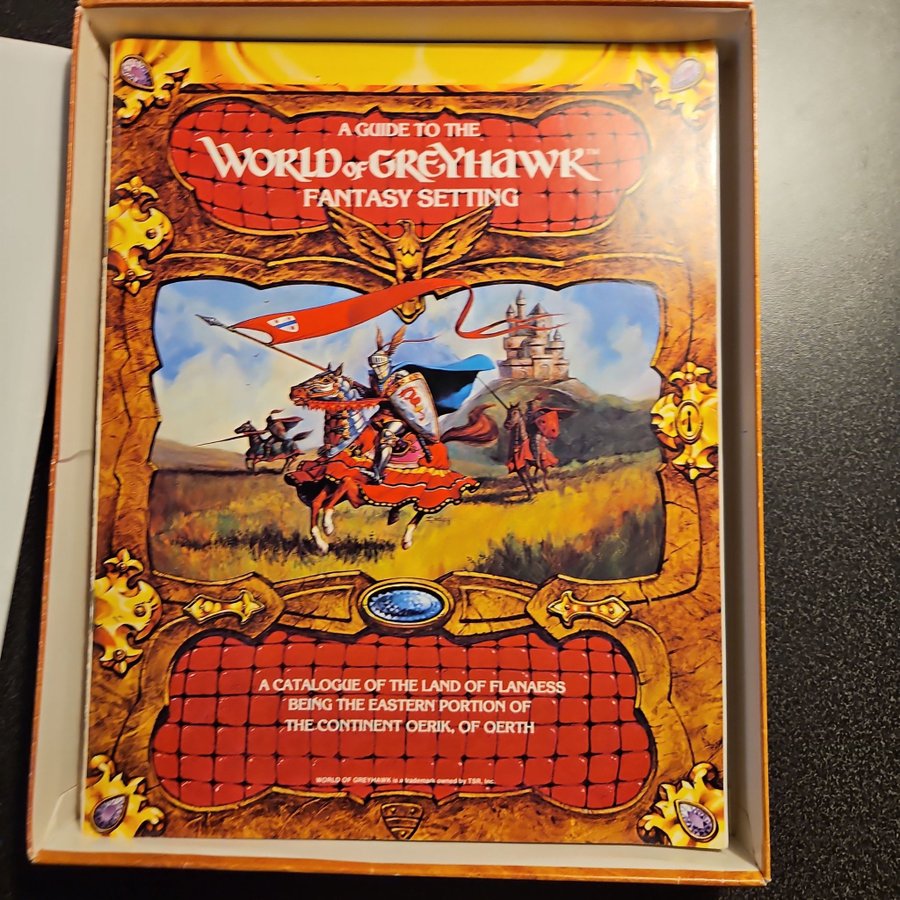 A GUIDE TO THE
WORLD OF GREYHAWK™
FANTASY SETTING
A CATALOGUE OF THE LAND OF FLANAESS
BEING THE EASTERN PORTION OF
THE CONTINENT OERIK, OF OERTH
WORLD OF GREYHAWK is a trademark owned by TSR, Inc.